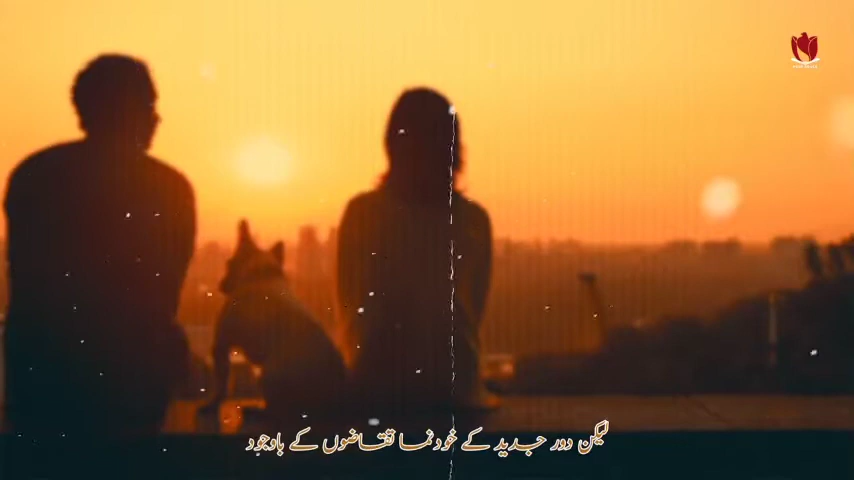 لیکن دور جدید کے خودنما تقاضوں کے باوجود